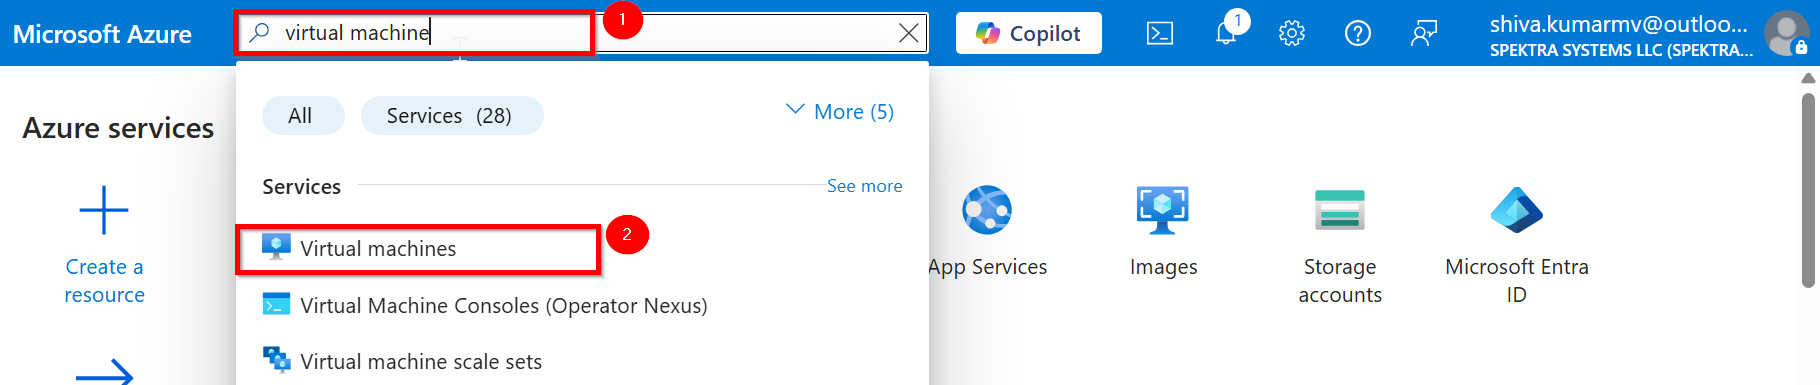 Microsoft Azure
virtual machine
1
Copilot
1
shiva.kumarmv@outloo...
SPEKTRA SYSTEMS LLC (SPEKTRA...
All
Services (28)
More (5)
Azure services
Services
See more
Virtual machines
2
Virtual Machine Consoles (Operator Nexus)
Virtual machine scale sets
Create a
resource
App Services
Images
Storage
accounts
Microsoft Entra
ID